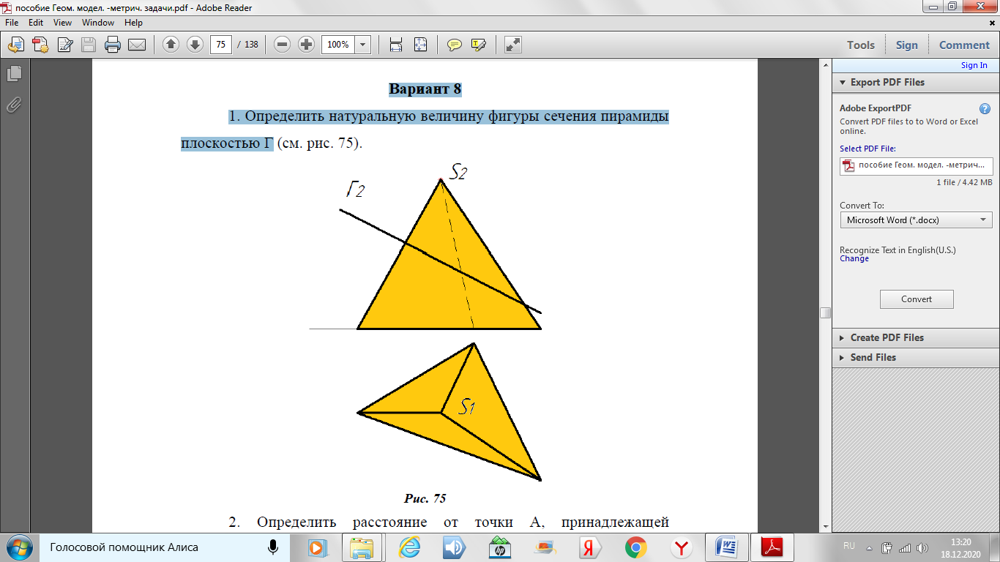 пособие Геом. модел. -метрич. задачи.pdf - Adobe Reader
File Edit View Window Help
75 / 138 100% Tools Sign Comment
Sign In
Export PDF Files
Adobe ExportPDF
Convert PDF files to to Word or Excel
online.
Select PDF File:
пособие Геом. модел. -метрич...
1 file / 4.42 MB
Convert To:
Microsoft Word (*.docx)
Recognize Text in English(U.S.)
Change
Convert
Create PDF Files
Send Files
Вариант 8
1. Определить натуральную величину фигуры сечения пирамиды
плоскостью Г (см. рис. 75).
S2
Г2
S1
Рис. 75
2. Определить расстояние от точки А, принадлежащей
Голосовой помощник Алиса
RU
13:20
18.12.2020